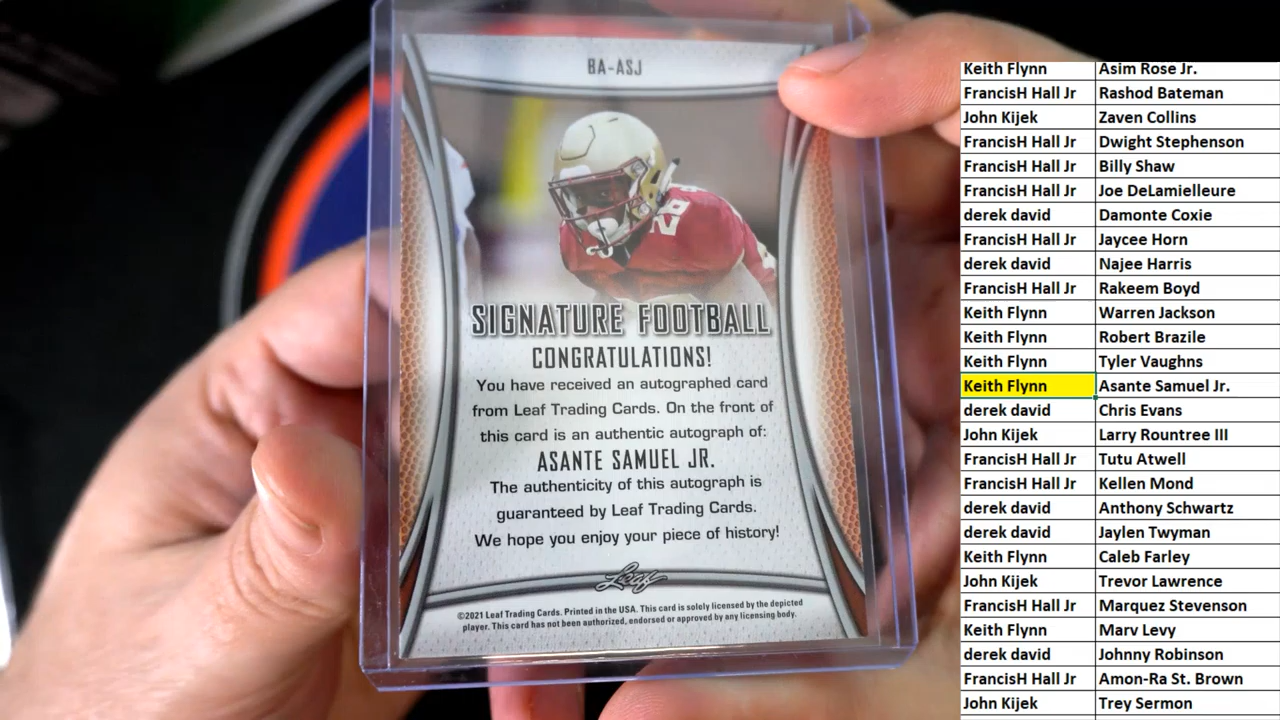 BA-ASJ
26
SIGNATURE FOOTBALL
CONGRATULATIONS!
You have received an autographed card
from Leaf Trading Cards. On the front of
this card is an authentic autograph of:
ASANTE SAMUEL JR.
The authenticity of this autograph is
guaranteed by Leaf Trading Cards.
We hope you enjoy your piece of history!
Leaf
©2021 Leaf Trading Cards. Printed in the USA. This card is solely licensed by the depicted
player. This card has not been authorized, endorsed or approved by any licensing body.
Keith Flynn Asim Rose Jr.
FrancisH Hall Jr Rashod Bateman
John Kijek Zaven Collins
FrancisH Hall Jr Dwight Stephenson
FrancisH Hall Jr Billy Shaw
FrancisH Hall Jr Joe DeLamielleure
derek david Damonte Coxie
FrancisH Hall Jr Jaycee Horn
derek david Najee Harris
FrancisH Hall Jr Rakeem Boyd
Keith Flynn Warren Jackson
Keith Flynn Robert Brazile
Keith Flynn Tyler Vaughns
Keith Flynn Asante Samuel Jr.
derek david Chris Evans
John Kijek Larry Rountree III
FrancisH Hall Jr Tutu Atwell
FrancisH Hall Jr Kellen Mond
derek david Anthony Schwartz
derek david Jaylen Twyman
Keith Flynn Caleb Farley
John Kijek Trevor Lawrence
FrancisH Hall Jr Marquez Stevenson
Keith Flynn Marv Levy
derek david Johnny Robinson
FrancisH Hall Jr Amon-Ra St. Brown
John Kijek Trey Sermon